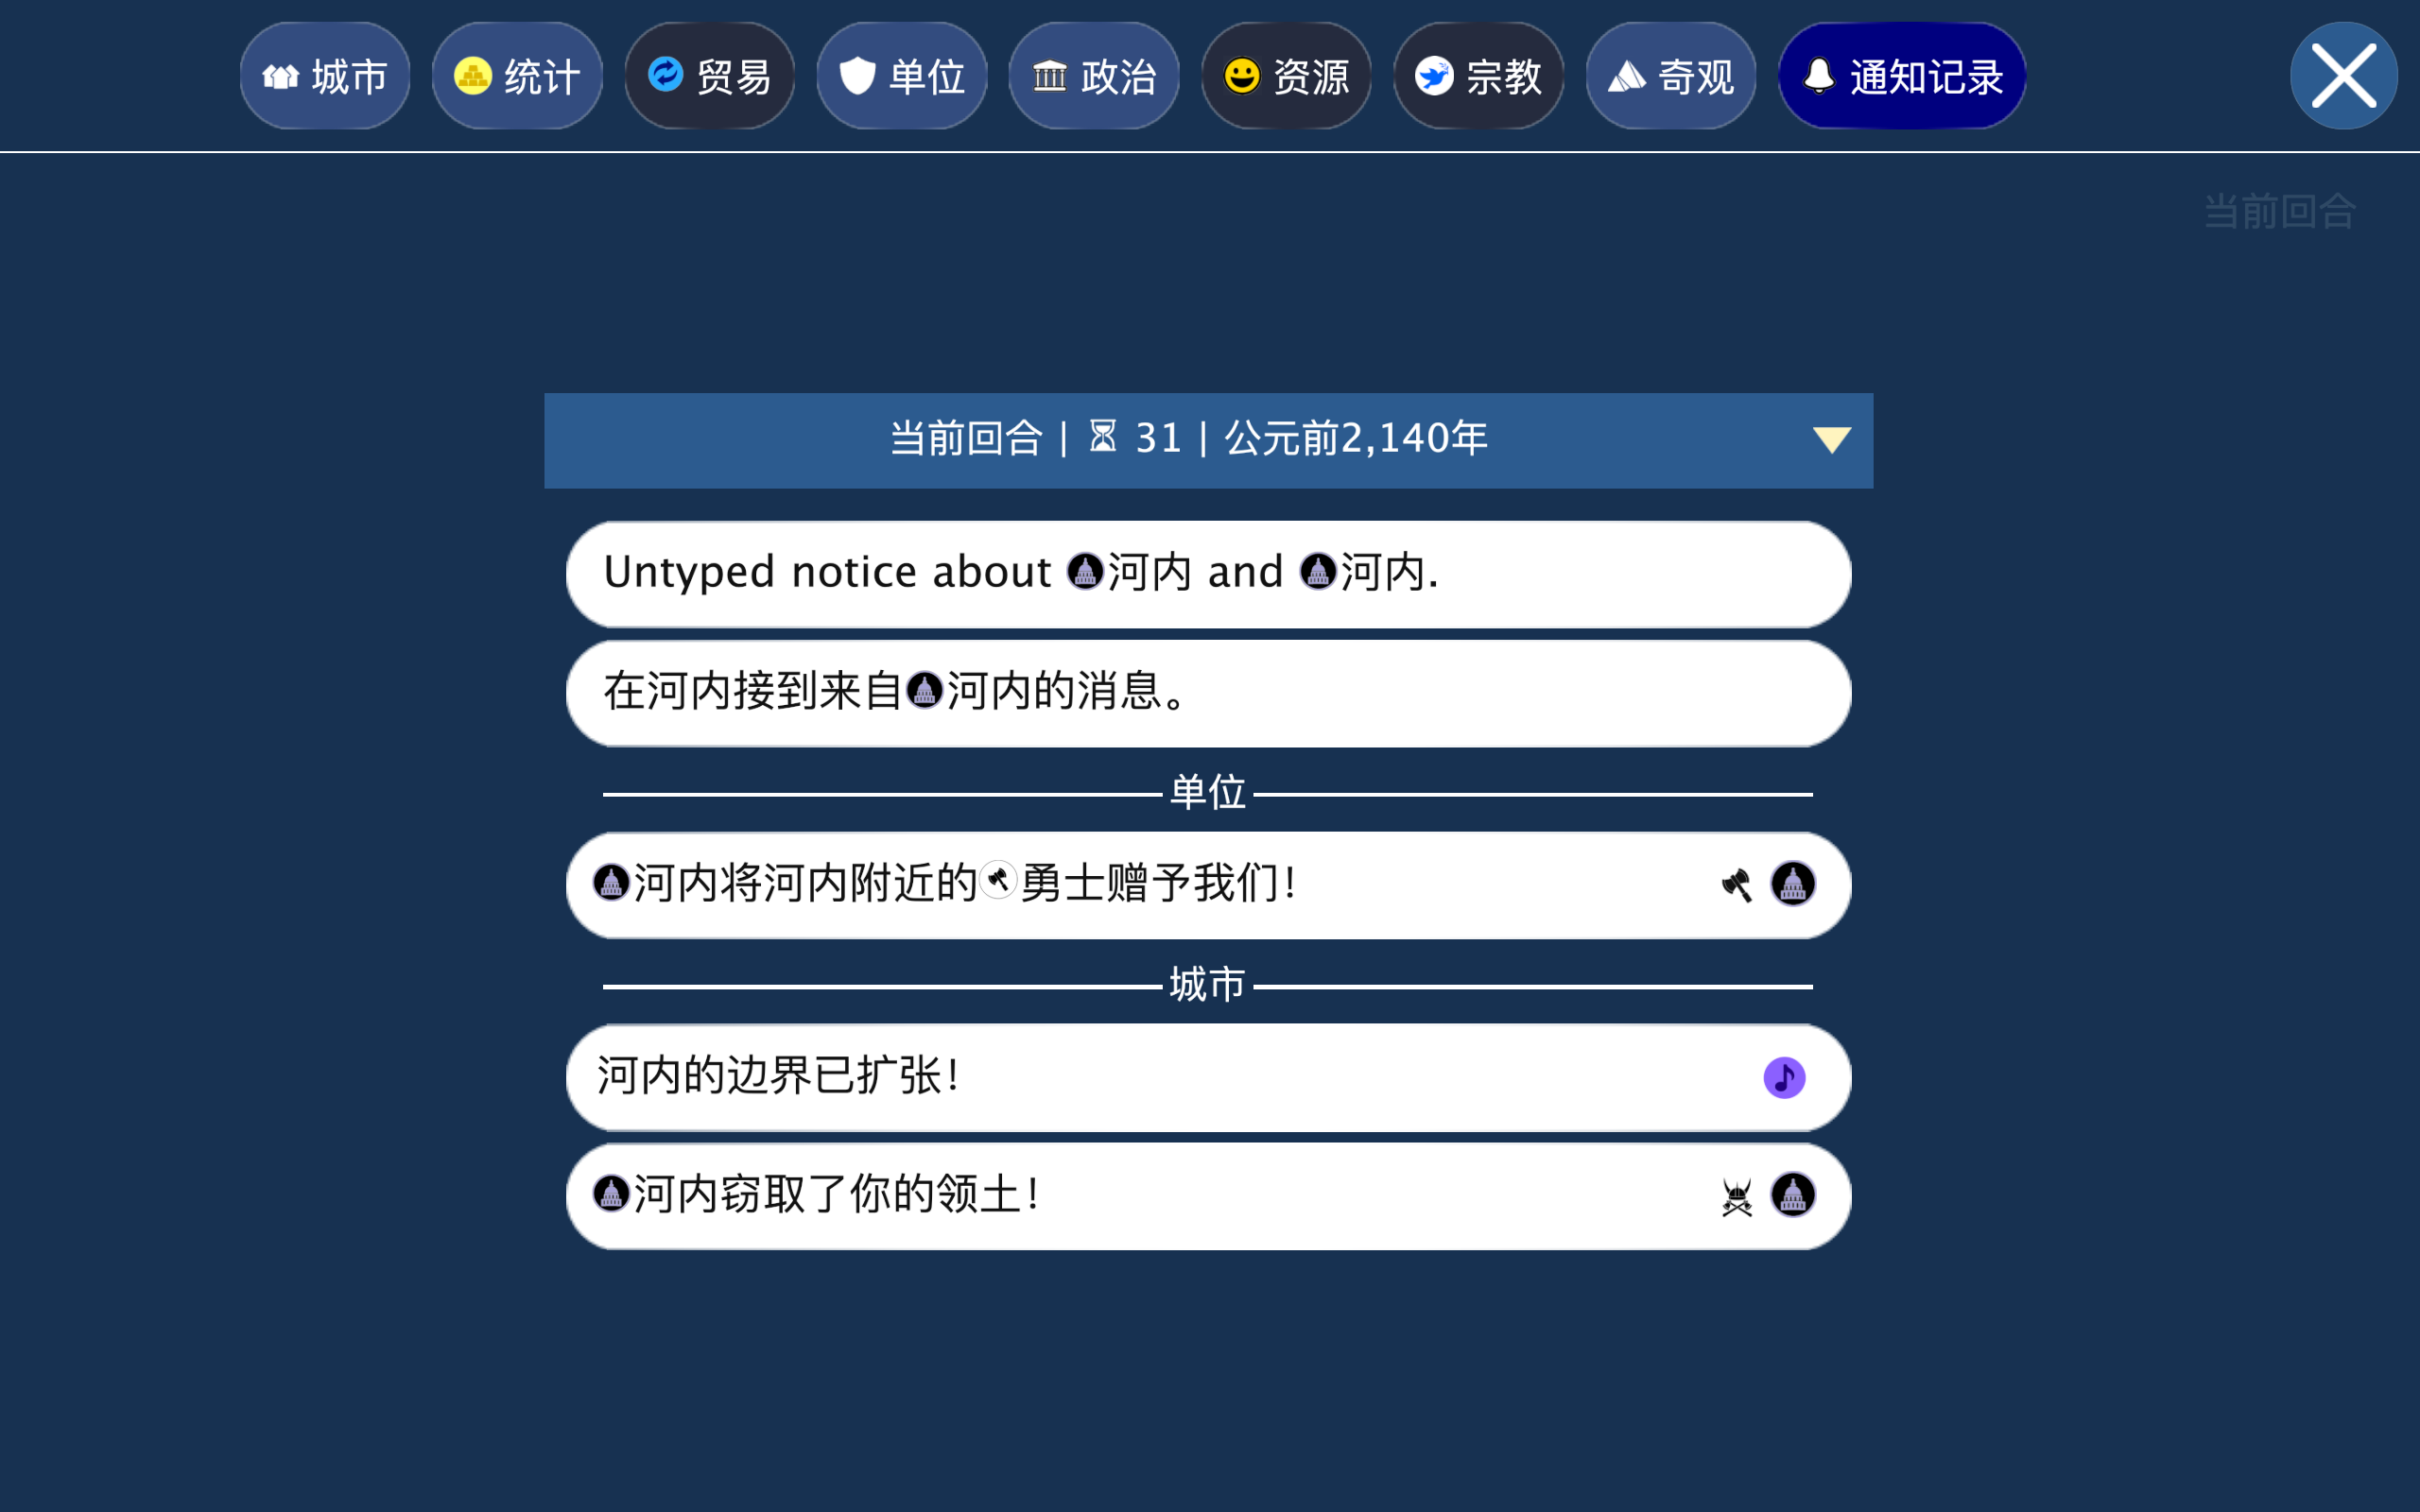 城市 统计 贸易 单位 政治 资源 宗教 奇观 通知记录
当前回合
当前回合 | ⏳ 31 | 公元前2,140年
Untyped notice about 河内 and 河内.
在河内接到来自河内的消息。
单位
河内将河内附近的勇士赠予我们！
城市
河内的边界已扩张！
河内窃取了你的领土！